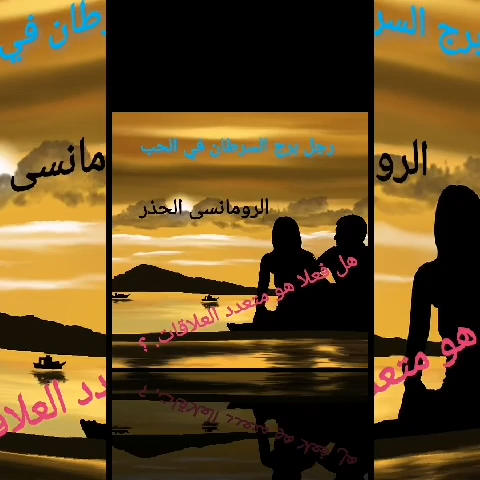 رجل برج السرطان في الحب
الرومانسى الحذر
هل فعلا هو متعدد العلاقات. ؟